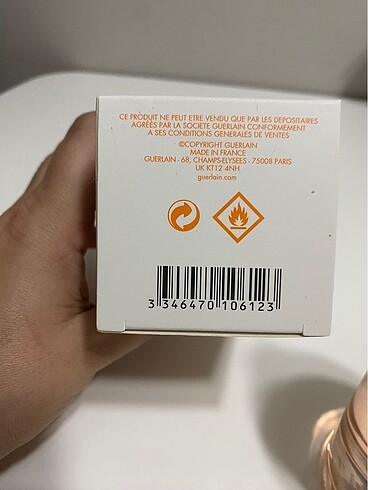 CE PRODUIT NE PEUT ETRE VENDU QUE PAR LES DEPOSITAIRES
AGRÉÉS PAR LA SOCIETE GUERLAIN CONFORMEMENT
A SES CONDITIONS GENERALES DE VENTES
©COPYRIGHT GUERLAIN
MADE IN FRANCE
GUERLAIN - 68, CHAMPS-ELYSEES - 75008 PARIS
UK KT12 4NH
guerlain.com
3 346470 106123